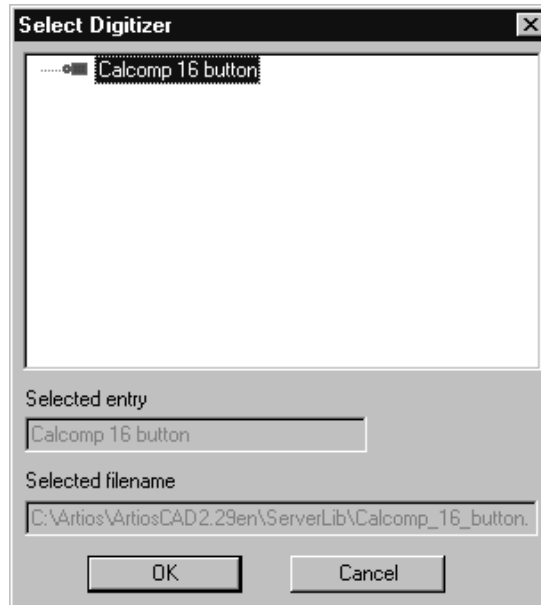 Select Digitizer
Calcomp 16 button
Selected entry
Calcomp 16 button
Selected filename
C:\Artios\ArtiosCAD2.29en\ServerLib\Calcomp_16_button.
OK Cancel